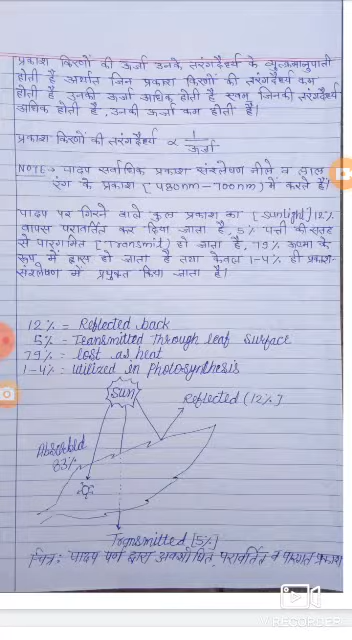 प्रकाश किरणों की ऊर्जा उनके तरंगदैर्ध्य के व्युत्क्रमानुपाती
होती है अर्थात जिन प्रकाश किरणों की तरंगदैर्ध्य कम
होती है उनकी ऊर्जा अधिक होती है एवम जिनकी तरंगदैर्ध्य
अधिक होती है, उनकी ऊर्जा कम होती है।
प्रकाश किरणों की तरंगदैर्ध्य ∝ 1/ऊर्जा
NOTE → पादप सर्वाधिक प्रकाश संश्लेषण नीले व लाल
रंग के प्रकाश [480nm-700nm] में करते हैं।
पादप पर गिरने वाले कुल प्रकाश का [Sunlight] 12%
वापस परावर्तित कर दिया जाता है, 5% पत्ती की सतह
से पारगमित [Transmit] हो जाता है, 79% ऊष्मा के
रूप में ह्रास हो जाता है तथा केवल 1-4% ही प्रकाश-
संश्लेषण में प्रयुक्त किया जाता है।
12% = Reflected back
5% = Transmitted through leaf surface
79% = lost as heat
1-4% = utilized in Photosynthesis
Sun
Reflected [12%]
Absorbed
83%
Transmitted [5%]
चित्र: पादप पर्ण द्वारा अवशोषित, परावर्तित व पारगत प्रकाश
RECORDER